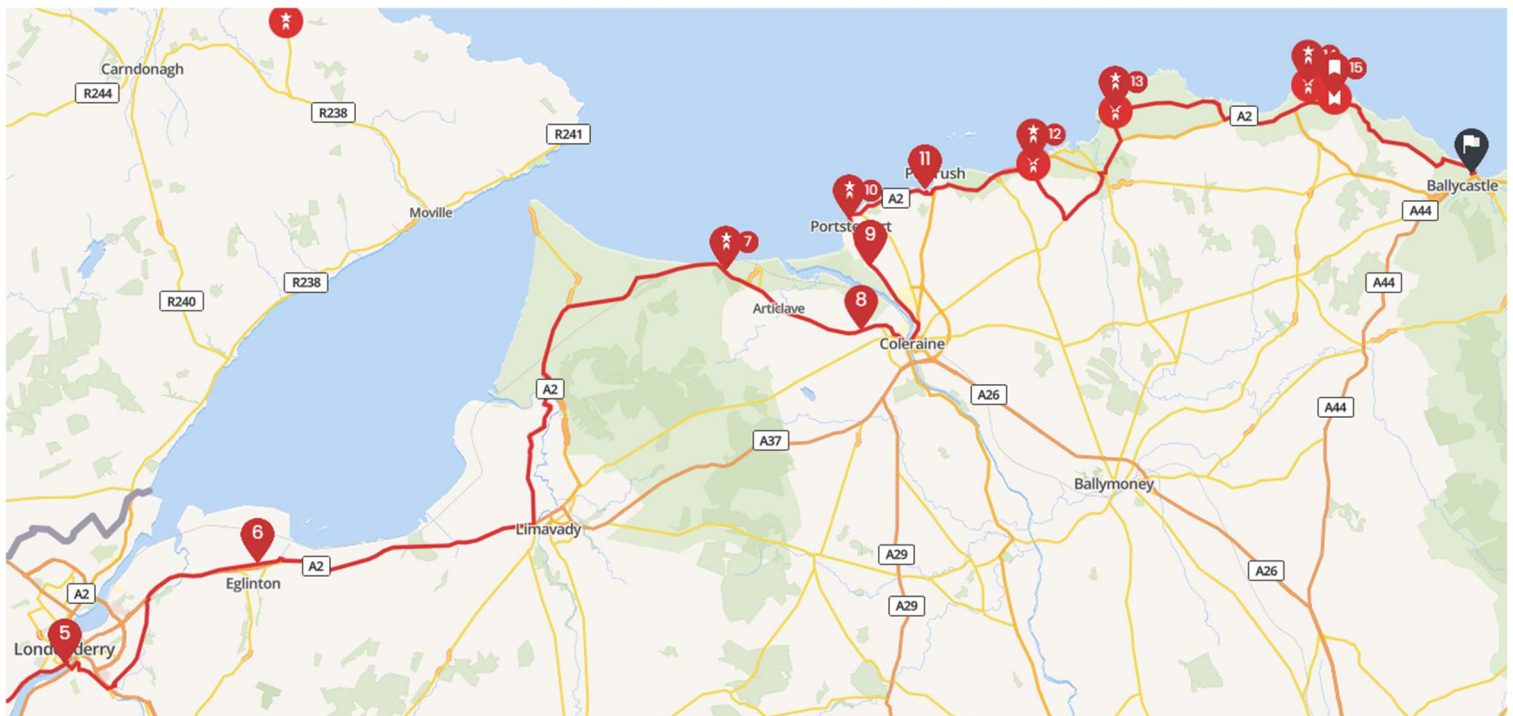 Carndonagh
R244
R238
R241
14
15
13
A2
12
11
Portrush
Ballycastle
10
A2
A44
Moville
Portstewart
9
7
R238
A44
R240
8
Articlave
Coleraine
A2
A26
A44
A37
Ballymoney
6
Limavady
A29
A2
A26
Eglinton
A2
A29
5
Londonderry